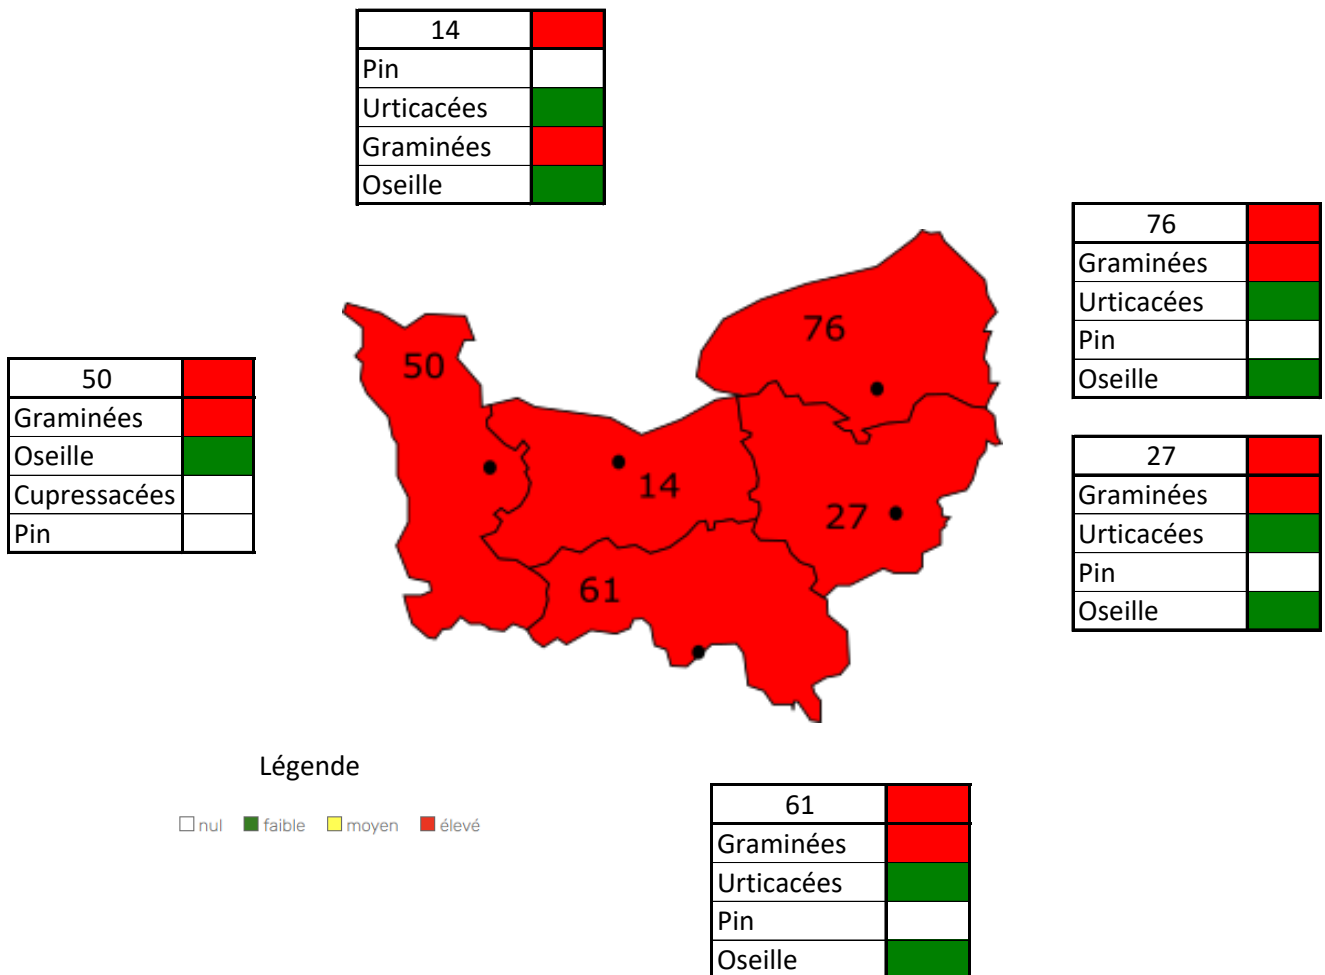 14
Pin
Urticacées
Graminées
Oseille
76
Graminées
Urticacées
Pin
Oseille
50
Graminées
Oseille
Cupressacées
Pin
27
Graminées
Urticacées
Pin
Oseille
76
50
14
27
61
Légende
nul faible moyen élevé
61
Graminées
Urticacées
Pin
Oseille